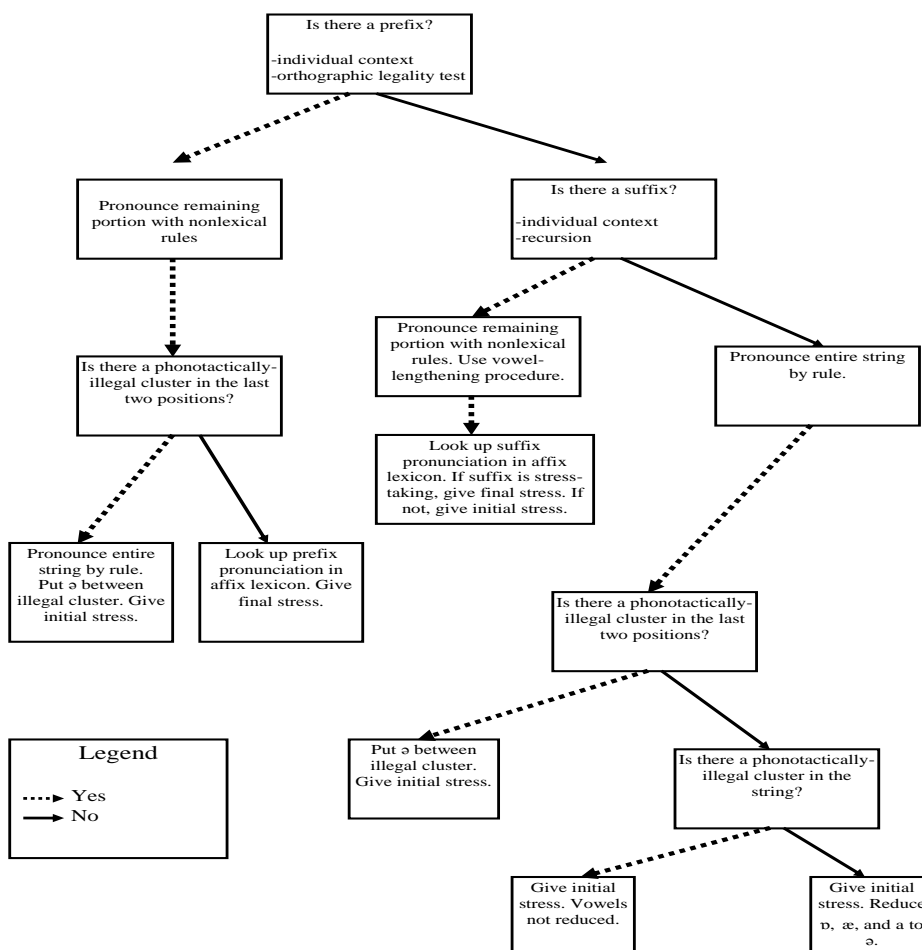 Is there a prefix?
-individual context
-orthographic legality test
Pronounce remaining
portion with nonlexical
rules
Is there a suffix?
-individual context
-recursion
Is there a phonotactically-
illegal cluster in the last
two positions?
Pronounce remaining
portion with nonlexical
rules. Use vowel-
lengthening procedure.
Pronounce entire string
by rule.
Look up suffix
pronunciation in affix
lexicon. If suffix is stress-
taking, give final stress. If
not, give initial stress.
Pronounce entire
string by rule.
Put ə between
illegal cluster. Give
initial stress.
Look up prefix
pronunciation in
affix lexicon. Give
final stress.
Is there a phonotactically-
illegal cluster in the last
two positions?
Put ə between
illegal cluster.
Give initial stress.
Is there a phonotactically-
illegal cluster in the
string?
Give initial
stress. Vowels
not reduced.
Give initial
stress. Reduce
ɒ, æ, and a to
ə.
Legend
Yes
No